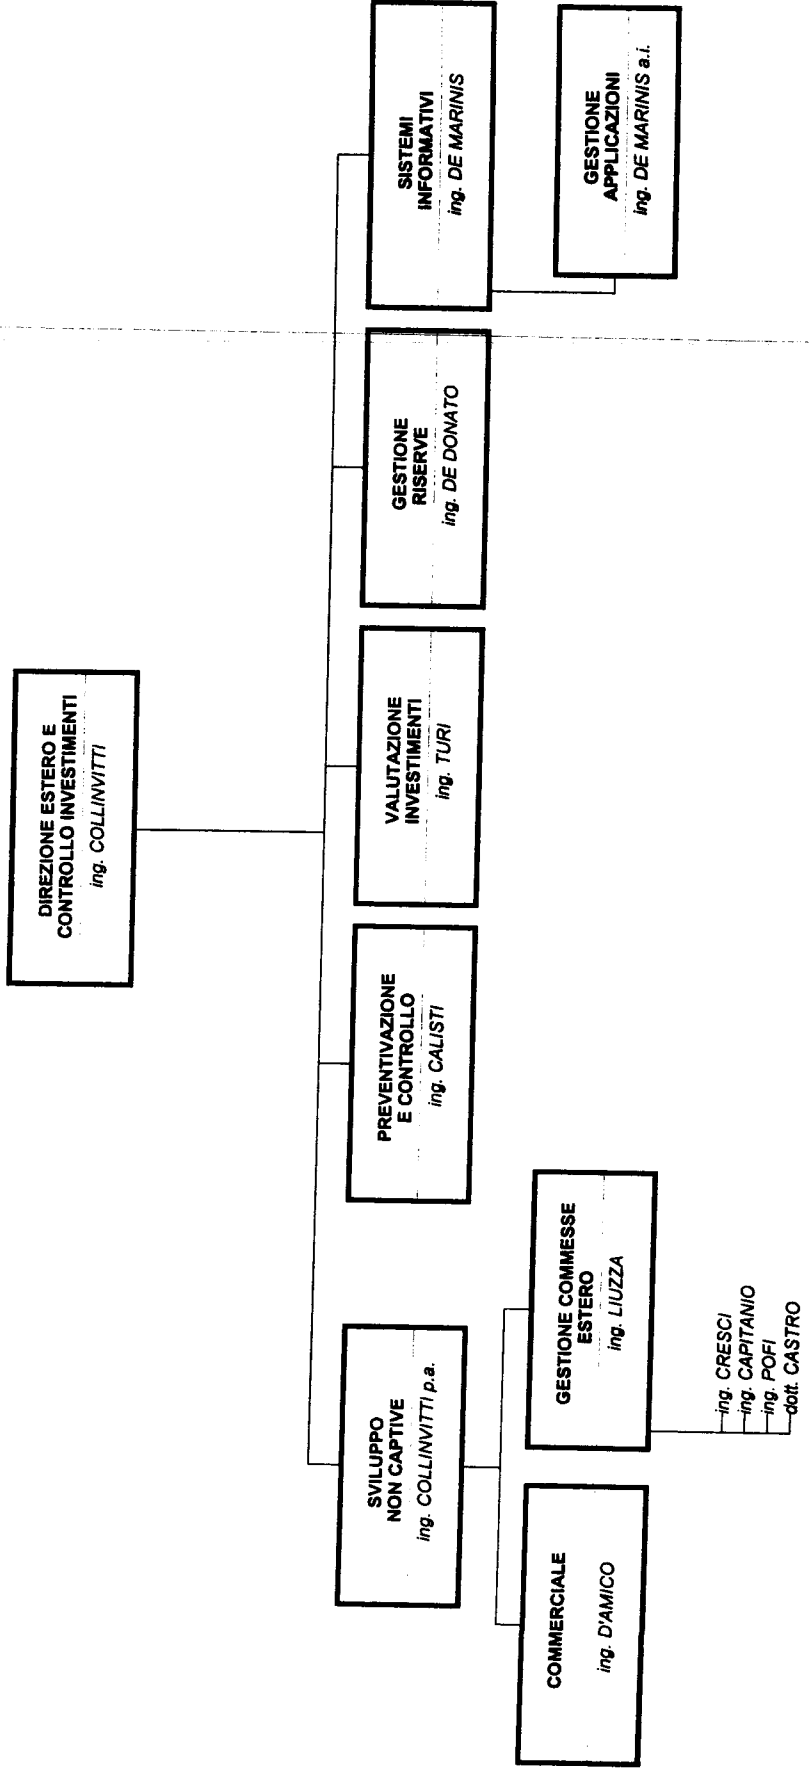 DIREZIONE ESTERO E
CONTROLLO INVESTIMENTI
ing. COLLINVITTI
SVILUPPO
NON CAPTIVE
ing. COLLINVITTI p.a.
PREVENTIVAZIONE
E CONTROLLO
ing. CALISTI
VALUTAZIONE
INVESTIMENTI
ing. TURI
GESTIONE
RISERVE
ing. DE DONATO
SISTEMI
INFORMATIVI
ing. DE MARINIS
COMMERCIALE
ing. D'AMICO
GESTIONE COMMESSE
ESTERO
ing. LIUZZA
ing. CRESCI
ing. CAPITANIO
ing. POFI
dott. CASTRO
GESTIONE
APPLICAZIONI
ing. DE MARINIS a.i.